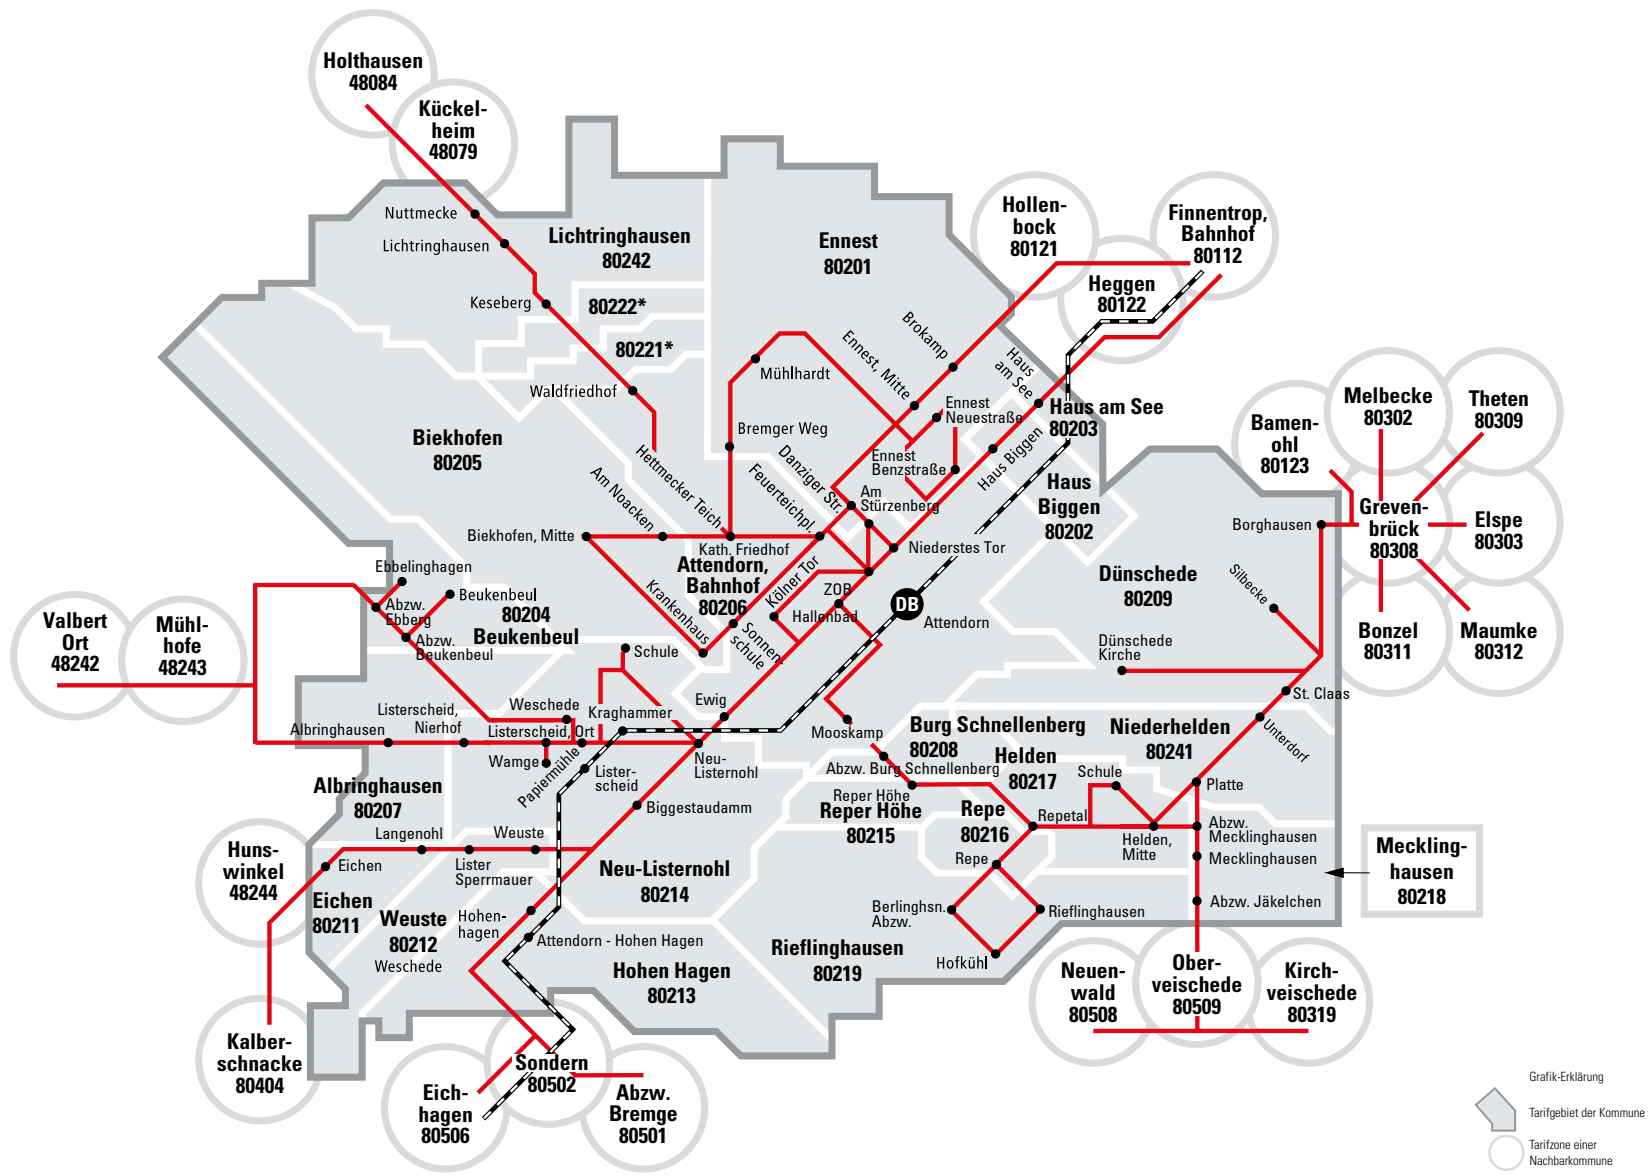 Holthausen
48084
Kückel-
heim
48079
Nuttmecke
Lichtringhausen
Lichtringhausen
80242
Keseberg
80222*
80221*
Waldfriedhof
Ennest
80201
Hollen-
bock
80121
Finnentrop,
Bahnhof
80112
Heggen
80122
Brokamp
Ennest, Mitte
Haus
am See
Mühlhardt
Ennest
Neuestraße
Haus am See
80203
Bremger Weg
Ennest
Benzstraße
Haus Biggen
Haus
Biggen
80202
Biekhofen
80205
Hettmecker Teich
Am Noacken
Feuerteichpl.
Danziger Str.
Am
Stürzenberg
Biekhofen, Mitte
Kath. Friedhof
Niederstes Tor
Attendorn,
Bahnhof
80206
Kölner Tor
ZOB
Hallenbad
Krankenhaus
Sonnen-
schule
DB
Attendorn
Bamen-
ohl
80123
Melbecke
80302
Theten
80309
Greven-
brück
80308
Elspe
80303
Bonzel
80311
Maumke
80312
Borghausen
Silbecke
Dünschede
80209
Dünschede
Kirche
St. Claas
Unterdorf
Ebbelinghagen
Abzw.
Ebberg
Beukenbeul
80204
Beukenbeul
Abzw.
Beukenbeul
Valbert
Ort
48242
Mühl-
hofe
48243
Schule
Ewig
Kraghammer
Weschede
Listerscheid,
Nierhof
Listerscheid, Ort
Albringhausen
Wamge
Papiermühle
Lister-
scheid
Neu-
Listernohl
Biggestaudamm
Mooskamp
Burg Schnellenberg
80208
Abzw. Burg Schnellenberg
Niederhelden
80241
Helden
80217
Schule
Platte
Reper Höhe
Reper Höhe
80215
Repe
80216
Repetal
Helden,
Mitte
Abzw.
Mecklinghausen
Mecklinghausen
Abzw. Jäkelchen
Meckling-
hausen
80218
Albringhausen
80207
Langenohl
Weuste
Eichen
Lister
Sperrmauer
Huns-
winkel
48244
Eichen
80211
Weuste
80212
Weschede
Hohen-
hagen
Neu-Listernohl
80214
Attendorn - Hohen Hagen
Hohen Hagen
80213
Repe
Berlinghsn.
Abzw.
Rieflinghausen
Rieflinghausen
80219
Hofkühl
Neuen-
wald
80508
Ober-
veischede
80509
Kirch-
veischede
80319
Kalber-
schnacke
80404
Eich-
hagen
80506
Sondern
80502
Abzw.
Bremge
80501
Grafik-Erklärung
Tarifgebiet der Kommune
Tarifzone einer
Nachbarkommune